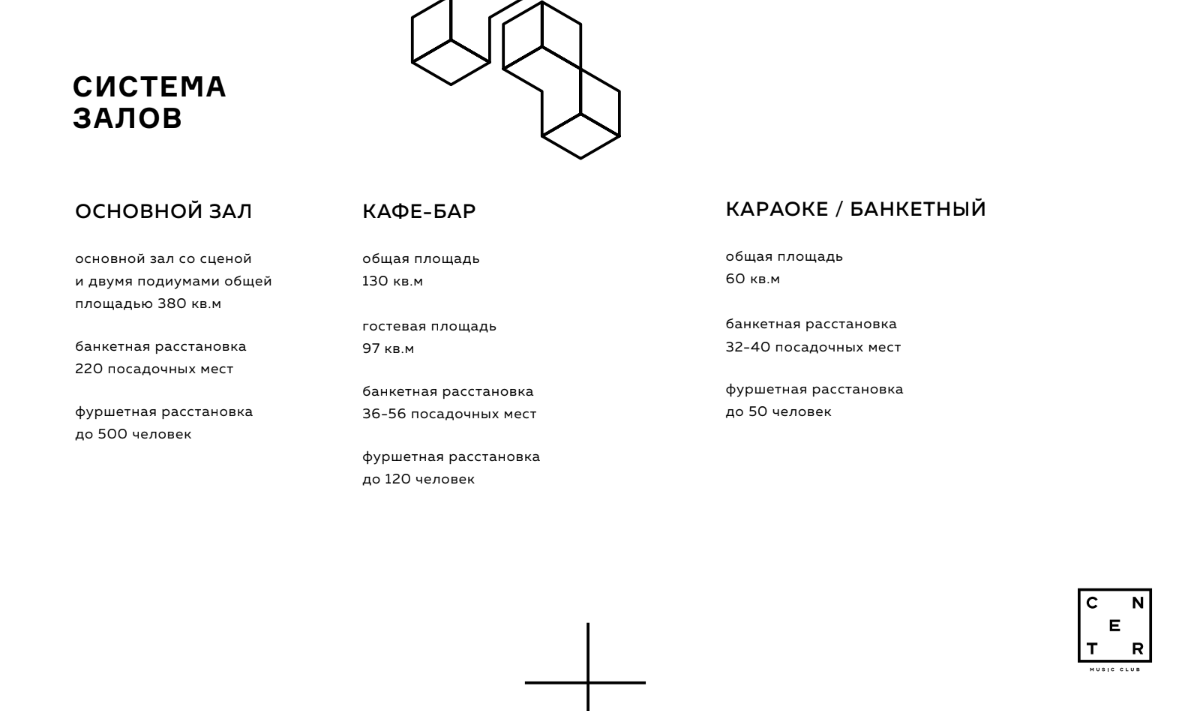 СИСТЕМА
ЗАЛОВ
ОСНОВНОЙ ЗАЛ
основной зал со сценой
и двумя подиумами общей
площадью 380 кв.м
банкетная расстановка
220 посадочных мест
фуршетная расстановка
до 500 человек
КАФЕ-БАР
общая площадь
130 кв.м
гостевая площадь
97 кв.м
банкетная расстановка
36-56 посадочных мест
фуршетная расстановка
до 120 человек
КАРАОКЕ / БАНКЕТНЫЙ
общая площадь
60 кв.м
банкетная расстановка
32-40 посадочных мест
фуршетная расстановка
до 50 человек
C N
E
T R
MUSIC CLUB